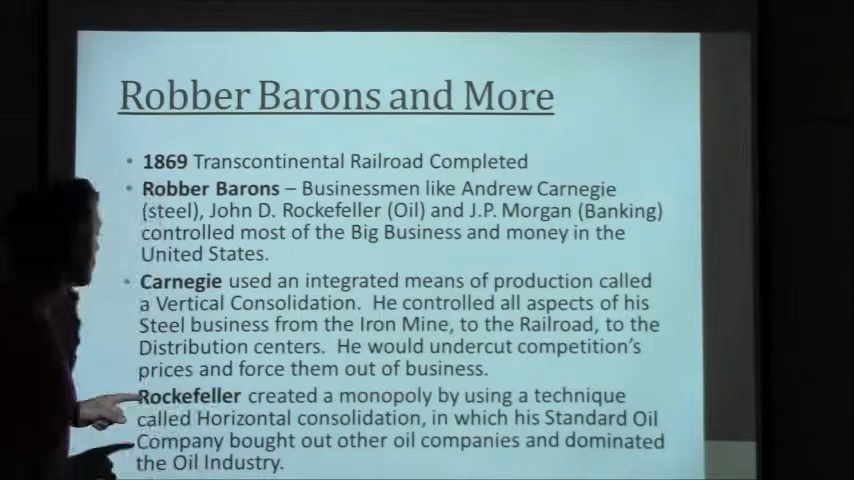 Robber Barons and More
• 1869 Transcontinental Railroad Completed
• Robber Barons – Businessmen like Andrew Carnegie
(steel), John D. Rockefeller (Oil) and J.P. Morgan (Banking)
controlled most of the Big Business and money in the
United States.
• Carnegie used an integrated means of production called
a Vertical Consolidation. He controlled all aspects of his
Steel business from the Iron Mine, to the Railroad, to the
Distribution centers. He would undercut competition's
prices and force them out of business.
Rockefeller created a monopoly by using a technique
called Horizontal consolidation, in which his Standard Oil
Company bought out other oil companies and dominated
the Oil Industry.